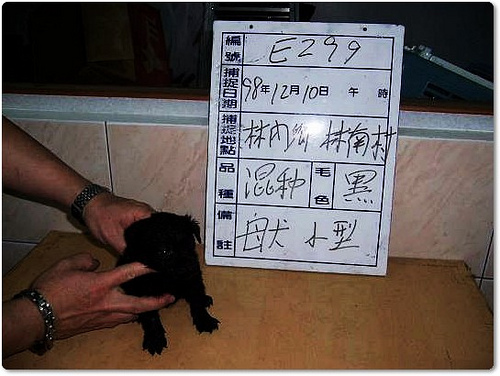 編號 E299
捕捉日期 98年12月10日 午 時
捕捉地點 林內鄉 林南村
品種 混种 毛色 黑
備註 母犬 小型